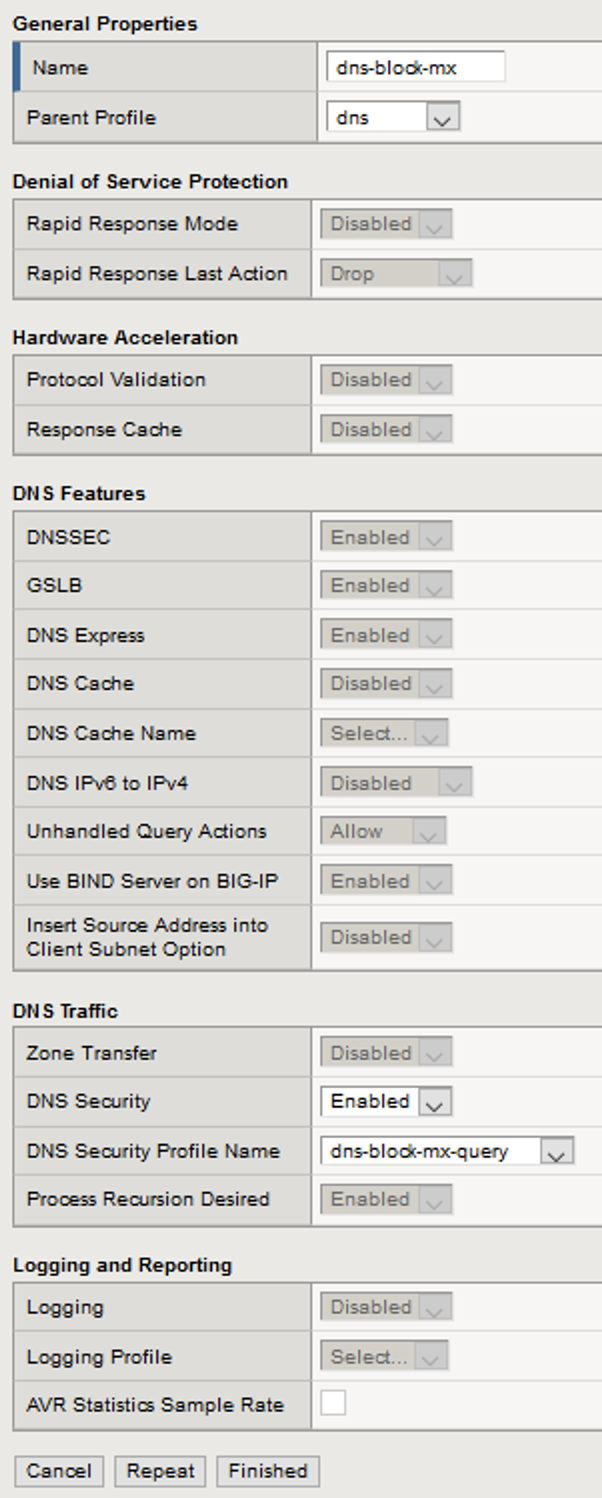 General Properties
Name dns-block-mx
Parent Profile dns
Denial of Service Protection
Rapid Response Mode Disabled
Rapid Response Last Action Drop
Hardware Acceleration
Protocol Validation Disabled
Response Cache Disabled
DNS Features
DNSSEC Enabled
GSLB Enabled
DNS Express Enabled
DNS Cache Disabled
DNS Cache Name Select...
DNS IPv6 to IPv4 Disabled
Unhandled Query Actions Allow
Use BIND Server on BIG-IP Enabled
Insert Source Address into
Client Subnet Option Disabled
DNS Traffic
Zone Transfer Disabled
DNS Security Enabled
DNS Security Profile Name dns-block-mx-query
Process Recursion Desired Enabled
Logging and Reporting
Logging Disabled
Logging Profile Select...
AVR Statistics Sample Rate
Cancel Repeat Finished